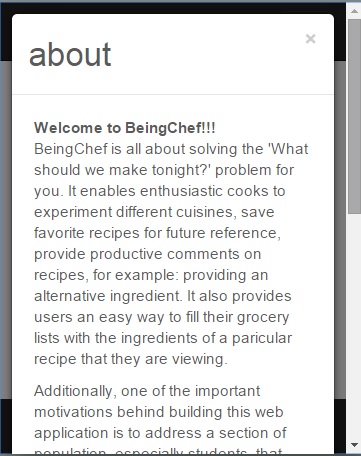 ×
about
Welcome to BeingChef!!!
BeingChef is all about solving the 'What
should we make tonight?' problem for
you. It enables enthusiastic cooks to
experiment different cuisines, save
favorite recipes for future reference,
provide productive comments on
recipes, for example: providing an
alternative ingredient. It also provides
users an easy way to fill their grocery
lists with the ingredients of a paricular
recipe that they are viewing.
Additionally, one of the important
motivations behind building this web
application is to address a section of
population, especially students, that